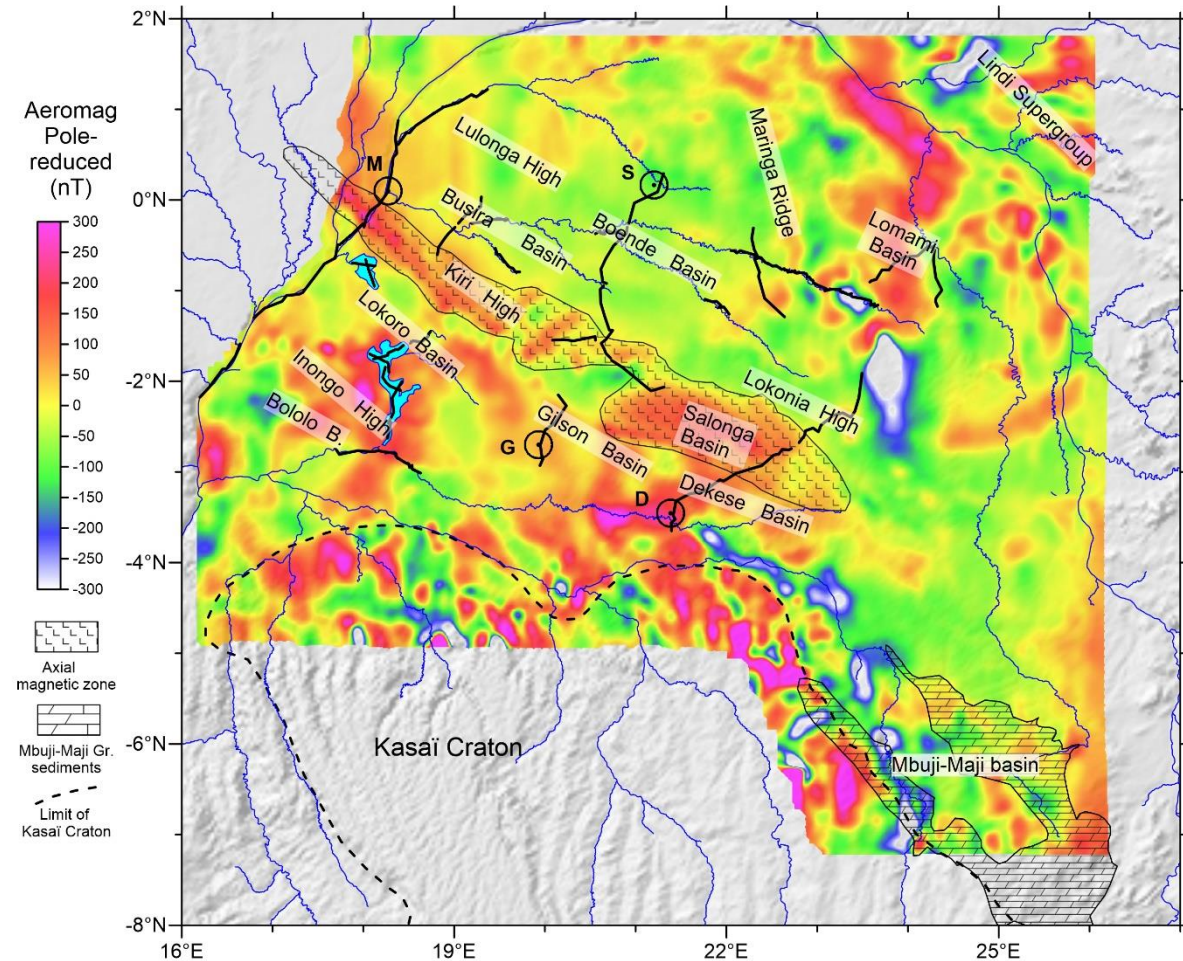 2°N
0°N
-2°N
-4°N
-6°N
-8°N
16°E
19°E
22°E
25°E
Aeromag
Pole-
reduced
(nT)
300
250
200
150
100
50
0
-50
-100
-150
-200
-250
-300
Axial
magnetic zone
Mbuji-Maji Gr.
sediments
Limit of
Kasaï Craton
Lindi Supergroup
Lulonga High
Maringa Ridge
M
S
Busira Basin
Boende Basin
Lomami
Basin
Kiri High
Lokoro Basin
Inongo High
Bololo B.
Lokonia High
Salonga
Basin
Gilson Basin
G
D
Dekese Basin
Kasaï Craton
Mbuji-Maji basin